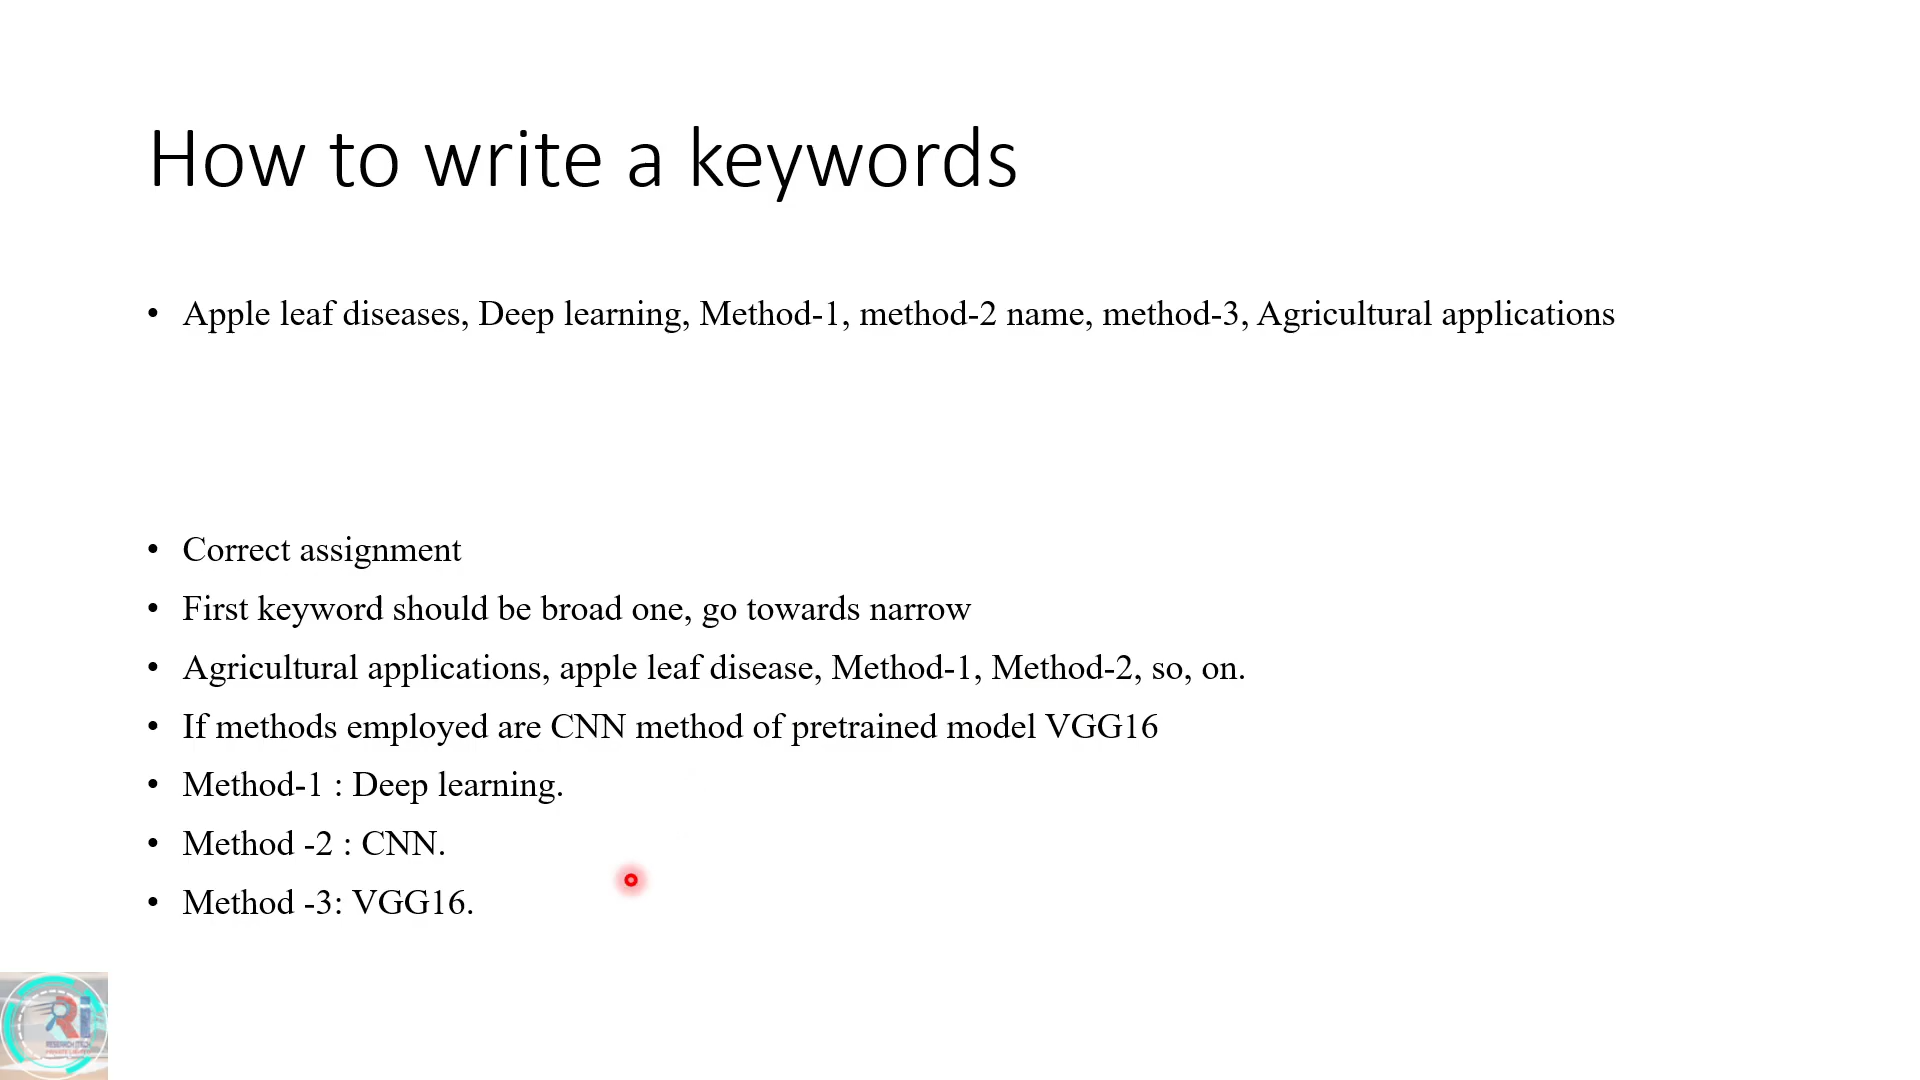 How to write a keywords
• Apple leaf diseases, Deep learning, Method-1, method-2 name, method-3, Agricultural applications
• Correct assignment
• First keyword should be broad one, go towards narrow
• Agricultural applications, apple leaf disease, Method-1, Method-2, so, on.
• If methods employed are CNN method of pretrained model VGG16
• Method-1 : Deep learning.
• Method -2 : CNN.
• Method -3: VGG16.
Ri